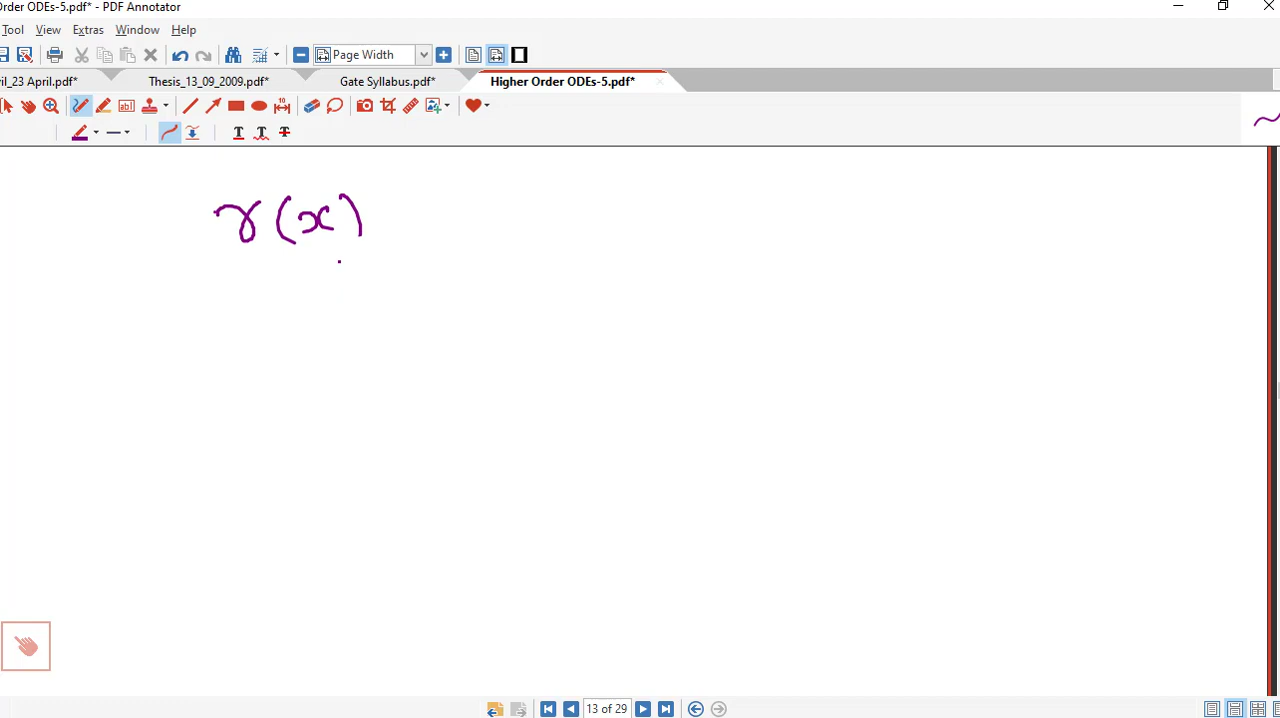 Order ODEs-5.pdf* - PDF Annotator
Tool View Extras Window Help
Page Width
vil_23 April.pdf* Thesis_13_09_2009.pdf* Gate Syllabus.pdf* Higher Order ODEs-5.pdf*
γ(x)
13 of 29